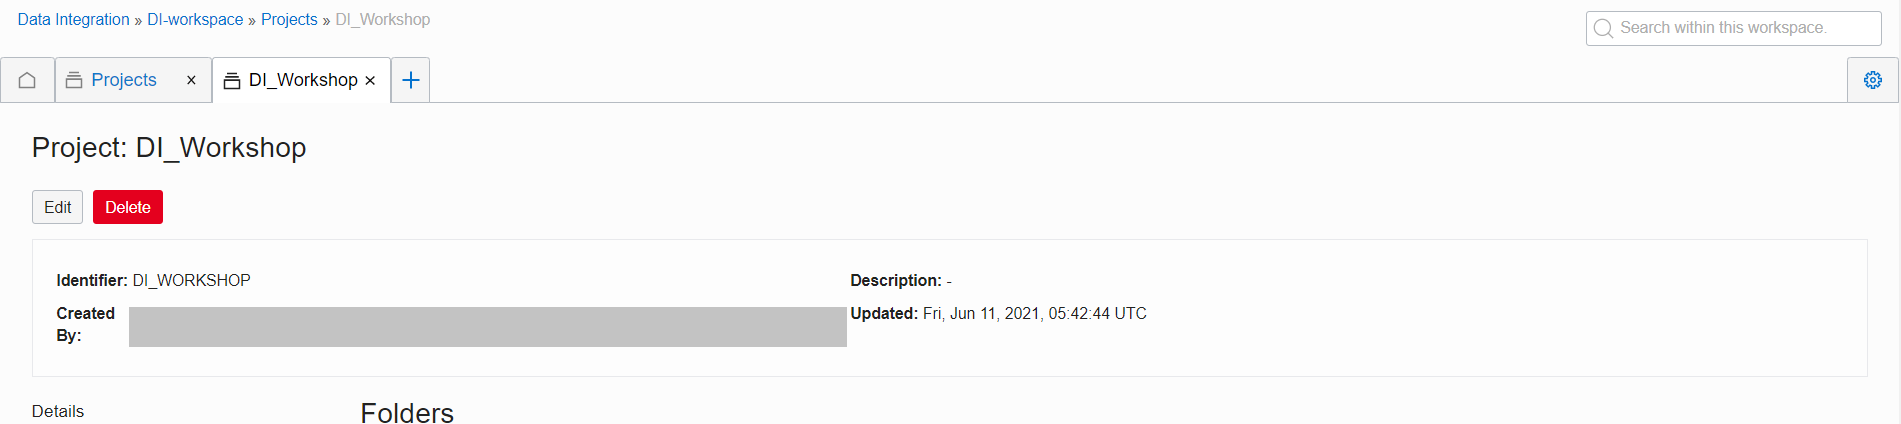 Data Integration » DI-workspace » Projects » DI_Workshop
Search within this workspace.
Projects × DI_Workshop × +
Project: DI_Workshop
Edit Delete
Identifier: DI_WORKSHOP Description: -
Created By: Updated: Fri, Jun 11, 2021, 05:42:44 UTC
Details Folders